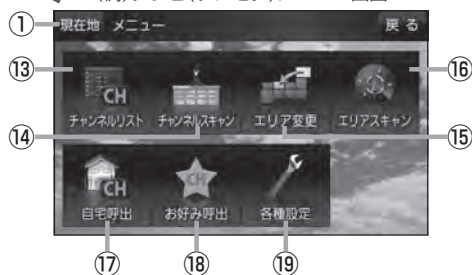 ① 現在地 メニュー 戻る
⑬ ⑯
CH
チャンネルリスト チャンネルスキャン エリア変更 エリアスキャン
⑭ ⑮
CH CH
自宅呼出 お好み呼出 各種設定
⑰ ⑱ ⑲